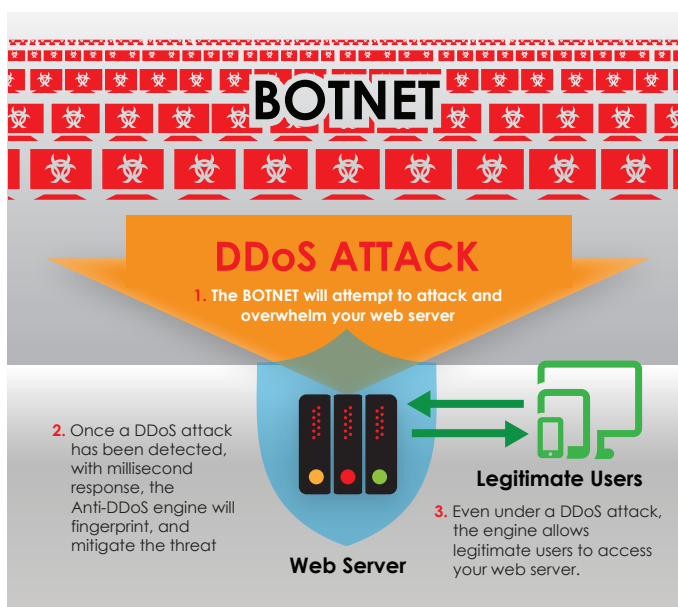 BOTNET
DDoS ATTACK
1. The BOTNET will attempt to attack and
overwhelm your web server
2. Once a DDoS attack
has been detected,
with millisecond
response, the
Anti-DDoS engine will
fingerprint, and
mitigate the threat
Web Server
Legitimate Users
3. Even under a DDoS attack,
the engine allows
legitimate users to access
your web server.